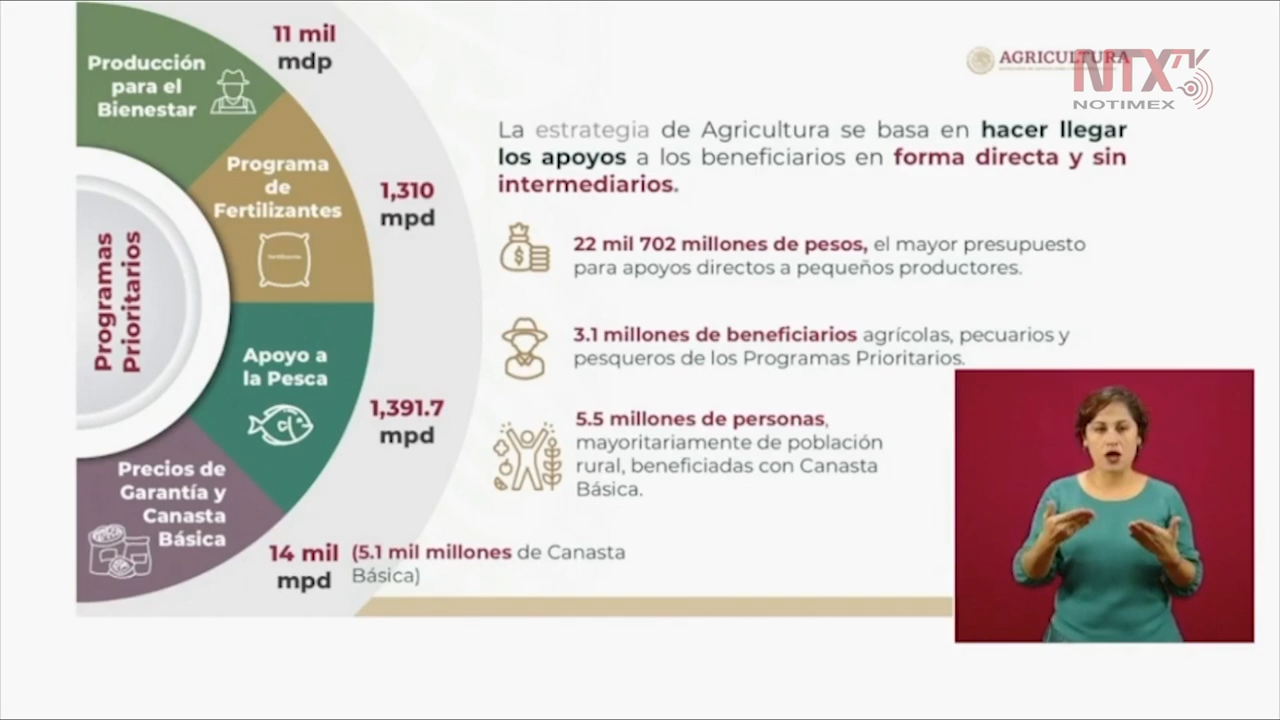 Producción
para el
Bienestar
11 mil
mdp
Programa
de
Fertilizantes
1,310
mpd
Programas
Prioritarios
Apoyo a
la Pesca
1,391.7
mpd
Precios de
Garantía y
Canasta
Básica
14 mil
mpd
(5.1 mil millones de Canasta
Básica)
AGRICULTURA
NTX
NOTIMEX
La estrategia de Agricultura se basa en hacer llegar
los apoyos a los beneficiarios en forma directa y sin
intermediarios.
22 mil 702 millones de pesos, el mayor presupuesto
para apoyos directos a pequeños productores.
3.1 millones de beneficiarios agrícolas, pecuarios y
pesqueros de los Programas Prioritarios.
5.5 millones de personas,
mayoritariamente de población
rural, beneficiadas con Canasta
Básica.